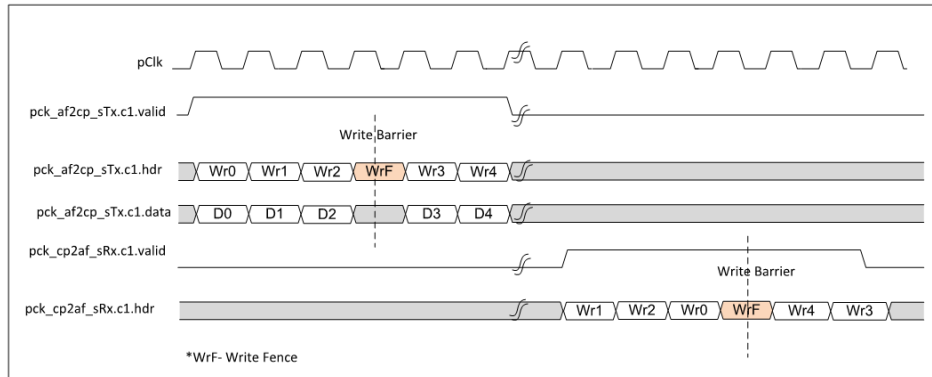 pClk
pck_af2cp_sTx.c1.valid
Write Barrier
pck_af2cp_sTx.c1.hdr Wr0 Wr1 Wr2 WrF Wr3 Wr4
pck_af2cp_sTx.c1.data D0 D1 D2 D3 D4
pck_cp2af_sRx.c1.valid
Write Barrier
pck_cp2af_sRx.c1.hdr Wr1 Wr2 Wr0 WrF Wr4 Wr3
*WrF- Write Fence